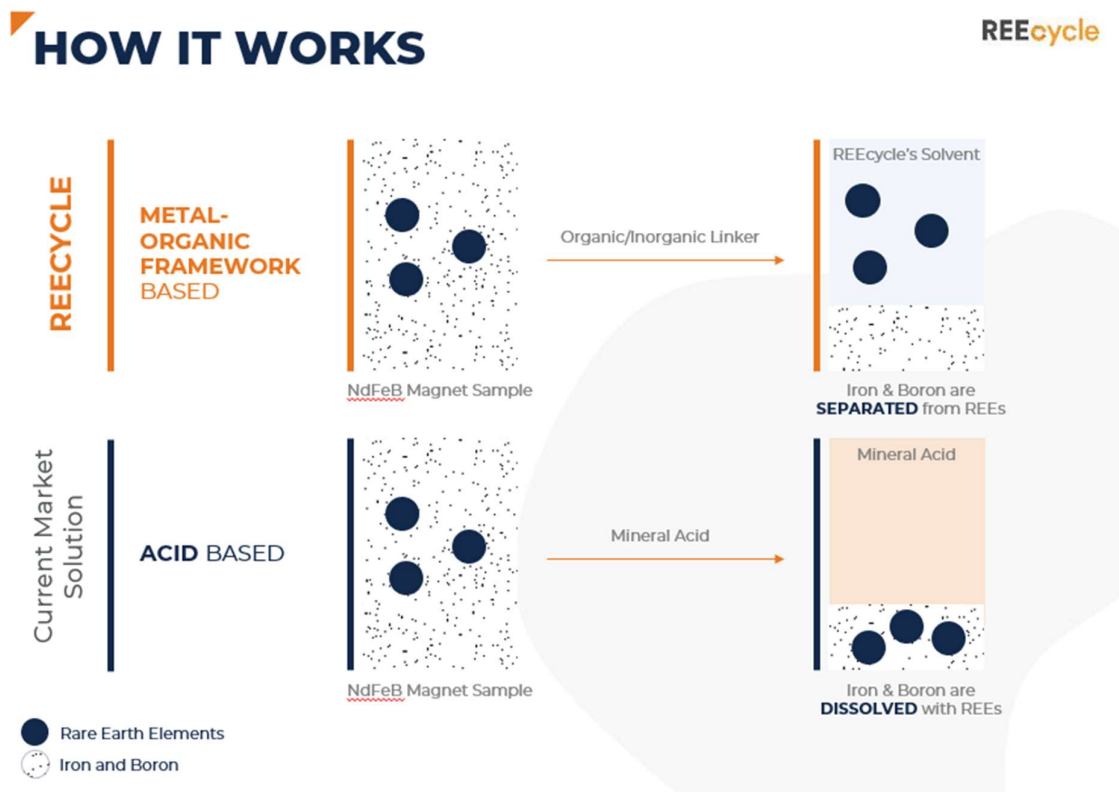 HOW IT WORKS
REEcycle
REECYCLE
METAL-
ORGANIC
FRAMEWORK
BASED
NdFeB Magnet Sample
Organic/Inorganic Linker
REEcycle's Solvent
Iron & Boron are
SEPARATED from REEs
Current Market
Solution
ACID BASED
NdFeB Magnet Sample
Mineral Acid
Mineral Acid
Iron & Boron are
DISSOLVED with REEs
Rare Earth Elements
Iron and Boron